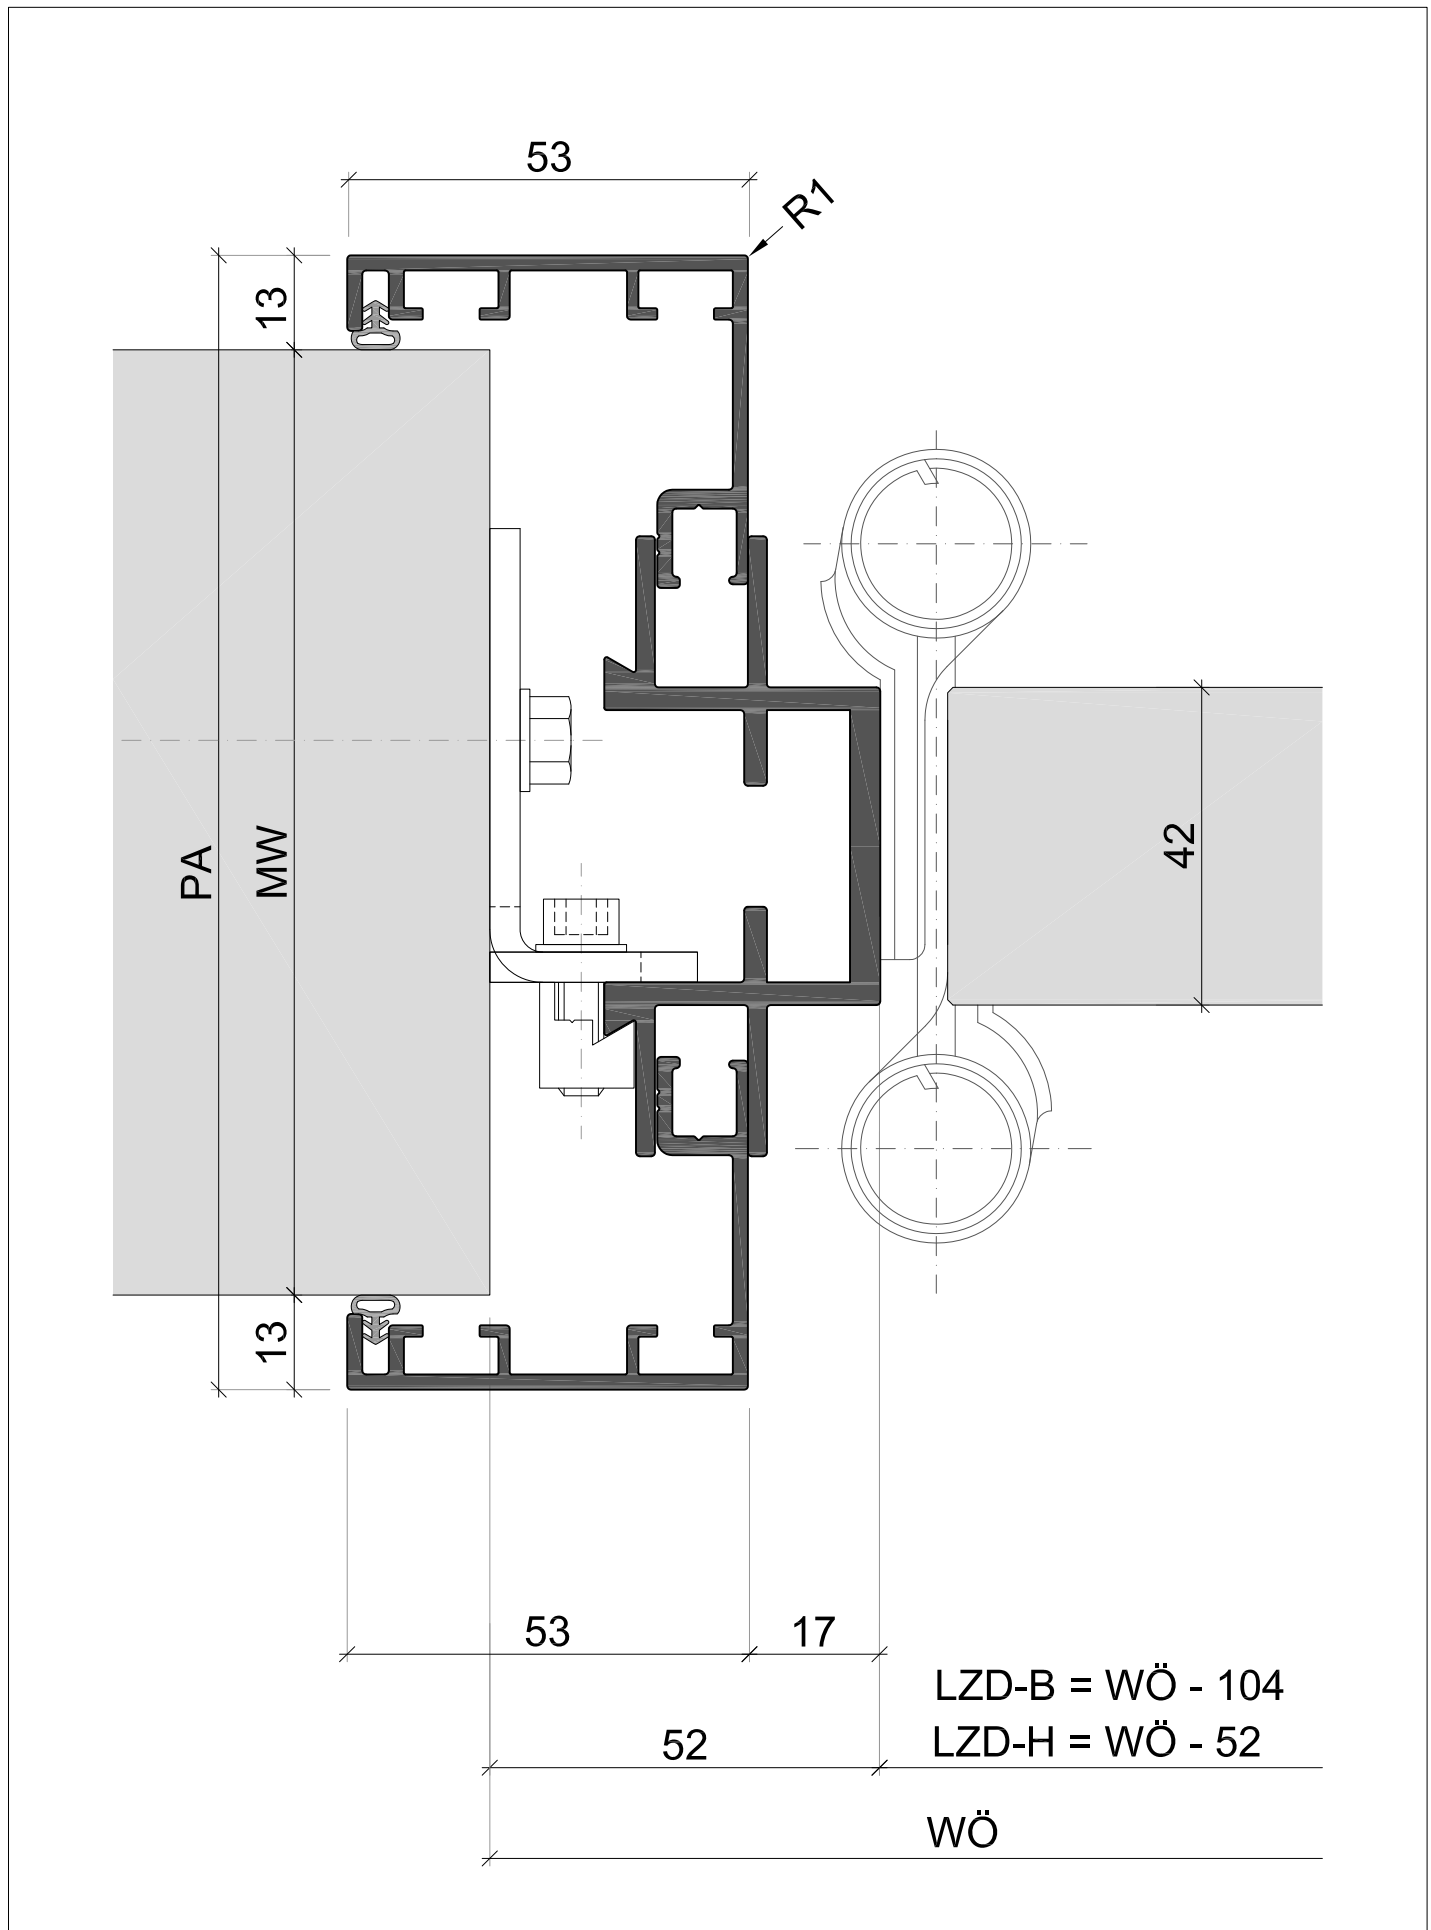 53
R1
13
PA
MW
42
13
53
17
LZD-B = WÖ - 104
52
LZD-H = WÖ - 52
WÖ